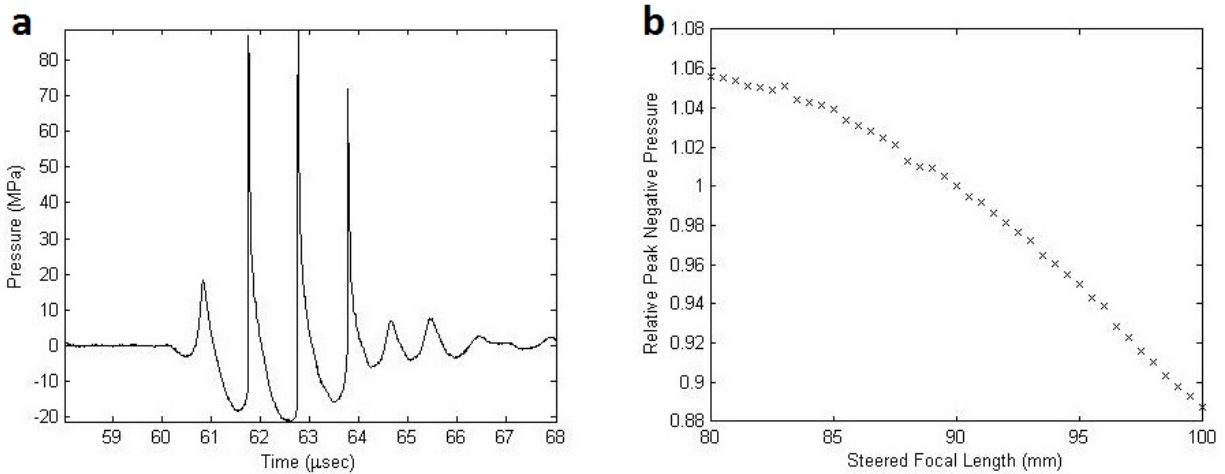 a
Pressure (MPa)
80
70
60
50
40
30
20
10
0
-10
-20
59 60 61 62 63 64 65 66 67 68
Time (μsec)
b
Relative Peak Negative Pressure
1.08
1.06
1.04
1.02
1
0.98
0.96
0.94
0.92
0.9
0.88
80 85 90 95 100
Steered Focal Length (mm)